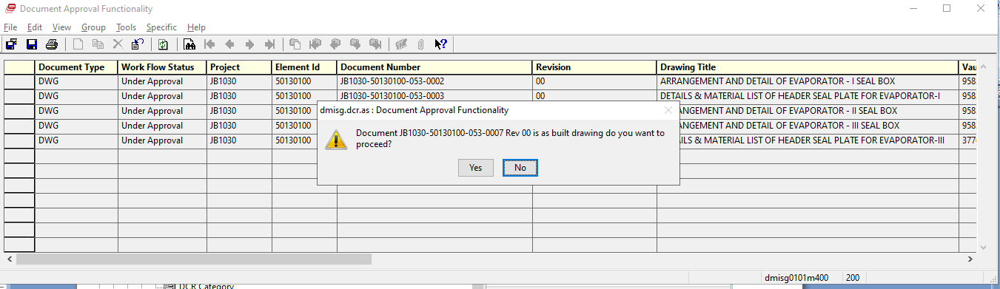 Document Approval Functionality
File Edit View Group Tools Specific Help
Document Type Work Flow Status Project Element Id Document Number Revision Drawing Title Vau
DWG Under Approval JB1030 50130100 JB1030-50130100-053-0002 00 ARRANGEMENT AND DETAIL OF EVAPORATOR - I SEAL BOX 958
DWG Under Approval JB1030 50130100 JB1030-50130100-053-0003 00 DETAILS & MATERIAL LIST OF HEADER SEAL PLATE FOR EVAPORATOR-I 958
dmisg.dcr.as : Document Approval Functionality
DWG Under Approval JB1030 50130100 ANGEMENT AND DETAIL OF EVAPORATOR - II SEAL BOX 958
DWG Under Approval JB1030 50130100 ANGEMENT AND DETAIL OF EVAPORATOR - III SEAL BOX 958
DWG Under Approval JB1030 50130100 AILS & MATERIAL LIST OF HEADER SEAL PLATE FOR EVAPORATOR-III 377
Document JB1030-50130100-053-0007 Rev 00 is as built drawing do you want to
proceed?
Yes No
dmisg0101m400 200
DCR Category